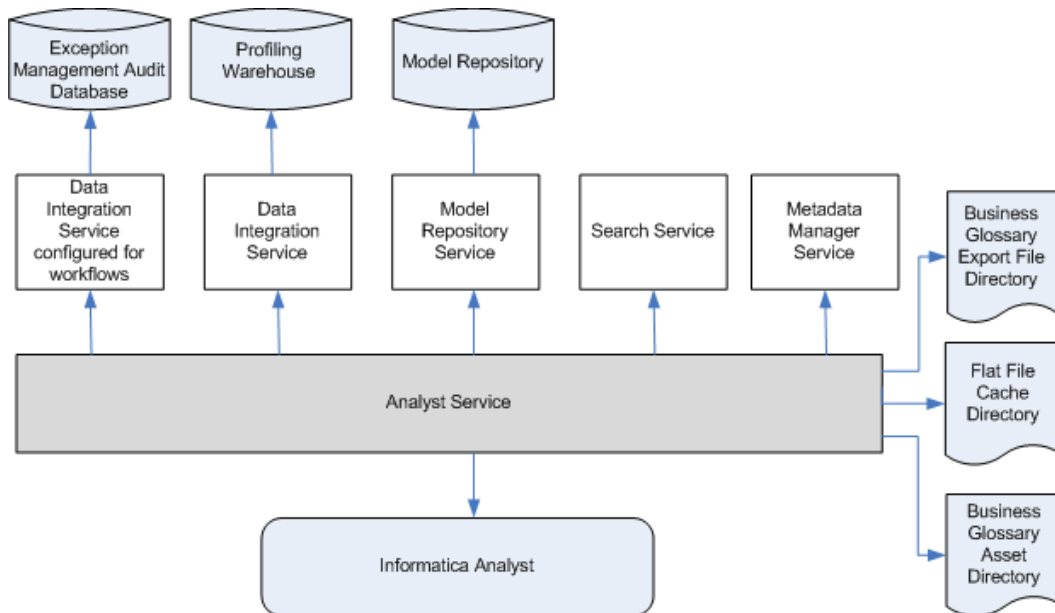 Exception
Management Audit
Database
Profiling
Warehouse
Model Repository
Data
Integration
Service
configured for
workflows
Data
Integration
Service
Model
Repository
Service
Search Service
Metadata
Manager
Service
Business
Glossary
Export File
Directory
Analyst Service
Flat File
Cache
Directory
Informatica Analyst
Business
Glossary
Asset
Directory